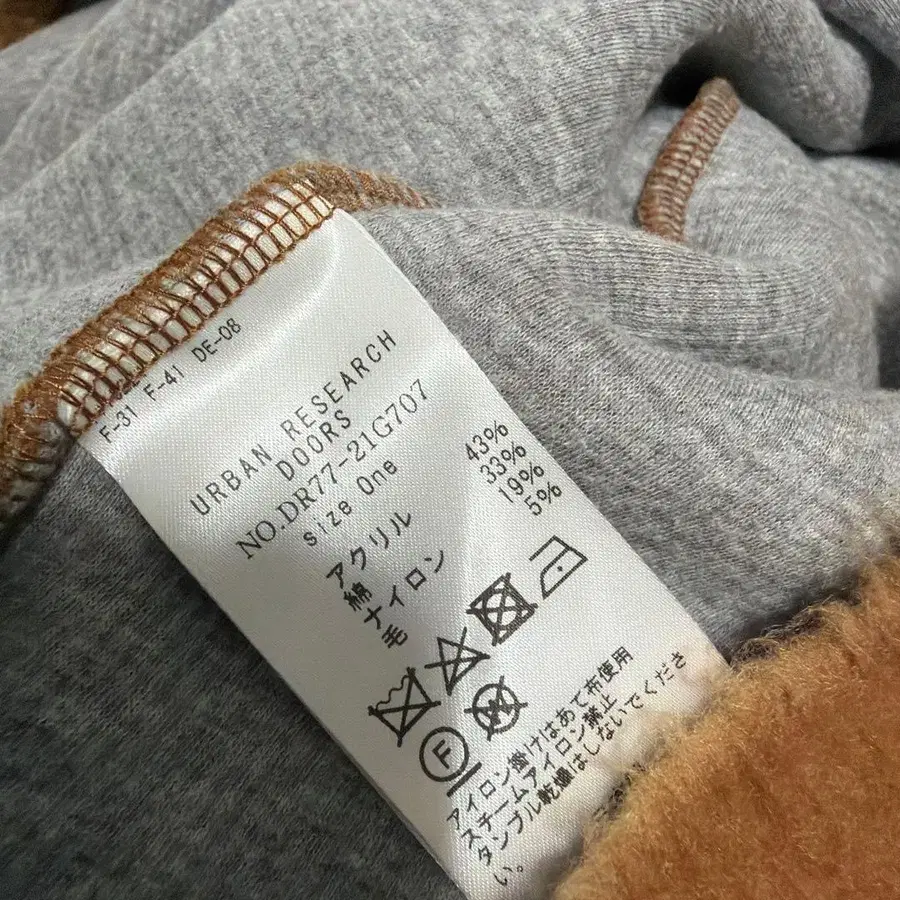 F-31 F-41 DE-08
URBAN RESEARCH
DOORS
NO.DR77-21G707
size One
アクリル 43%
綿 33%
ナイロン 19%
毛 5%
F
W
アイロン掛けはあて布使用
スチームアイロン禁止
タンブル乾燥はしないでくださ
い。